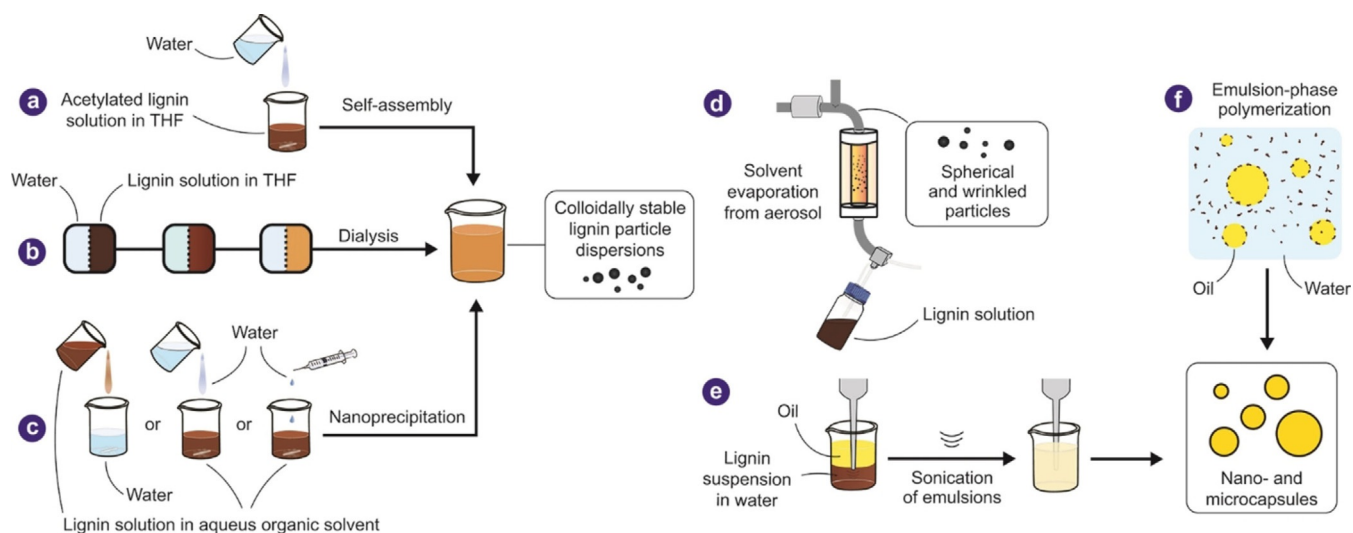 a
Water
Acetylated lignin
solution in THF
Self-assembly
b
Water
Lignin solution in THF
Dialysis
Colloidally stable
lignin particle
dispersions
c
Water
or
or
Nanoprecipitation
Water
Lignin solution in aqueus organic solvent
d
Solvent
evaporation
from aerosol
Spherical
and wrinkled
particles
Lignin solution
e
Oil
Lignin
suspension
in water
Sonication
of emulsions
f
Emulsion-phase
polymerization
Oil
Water
Nano- and
microcapsules